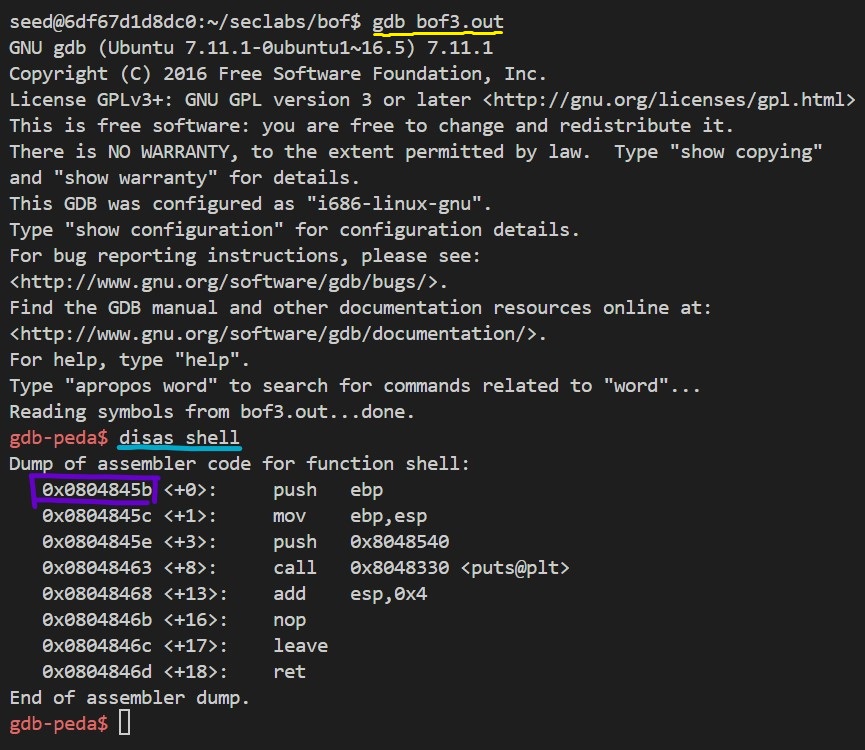 seed@6df67d1d8dc0:~/seclabs/bof$ gdb bof3.out
GNU gdb (Ubuntu 7.11.1-0ubuntu1~16.5) 7.11.1
Copyright (C) 2016 Free Software Foundation, Inc.
License GPLv3+: GNU GPL version 3 or later <http://gnu.org/licenses/gpl.html>
This is free software: you are free to change and redistribute it.
There is NO WARRANTY, to the extent permitted by law.  Type "show copying"
and "show warranty" for details.
This GDB was configured as "i686-linux-gnu".
Type "show configuration" for configuration details.
For bug reporting instructions, please see:
<http://www.gnu.org/software/gdb/bugs/>.
Find the GDB manual and other documentation resources online at:
<http://www.gnu.org/software/gdb/documentation/>.
For help, type "help".
Type "apropos word" to search for commands related to "word"...
Reading symbols from bof3.out...done.
gdb-peda$ disas shell
Dump of assembler code for function shell:
   0x0804845b <+0>:     push   ebp
   0x0804845c <+1>:     mov    ebp,esp
   0x0804845e <+3>:     push   0x8048540
   0x08048463 <+8>:     call   0x8048330 <puts@plt>
   0x08048468 <+13>:    add    esp,0x4
   0x0804846b <+16>:    nop
   0x0804846c <+17>:    leave
   0x0804846d <+18>:    ret
End of assembler dump.
gdb-peda$